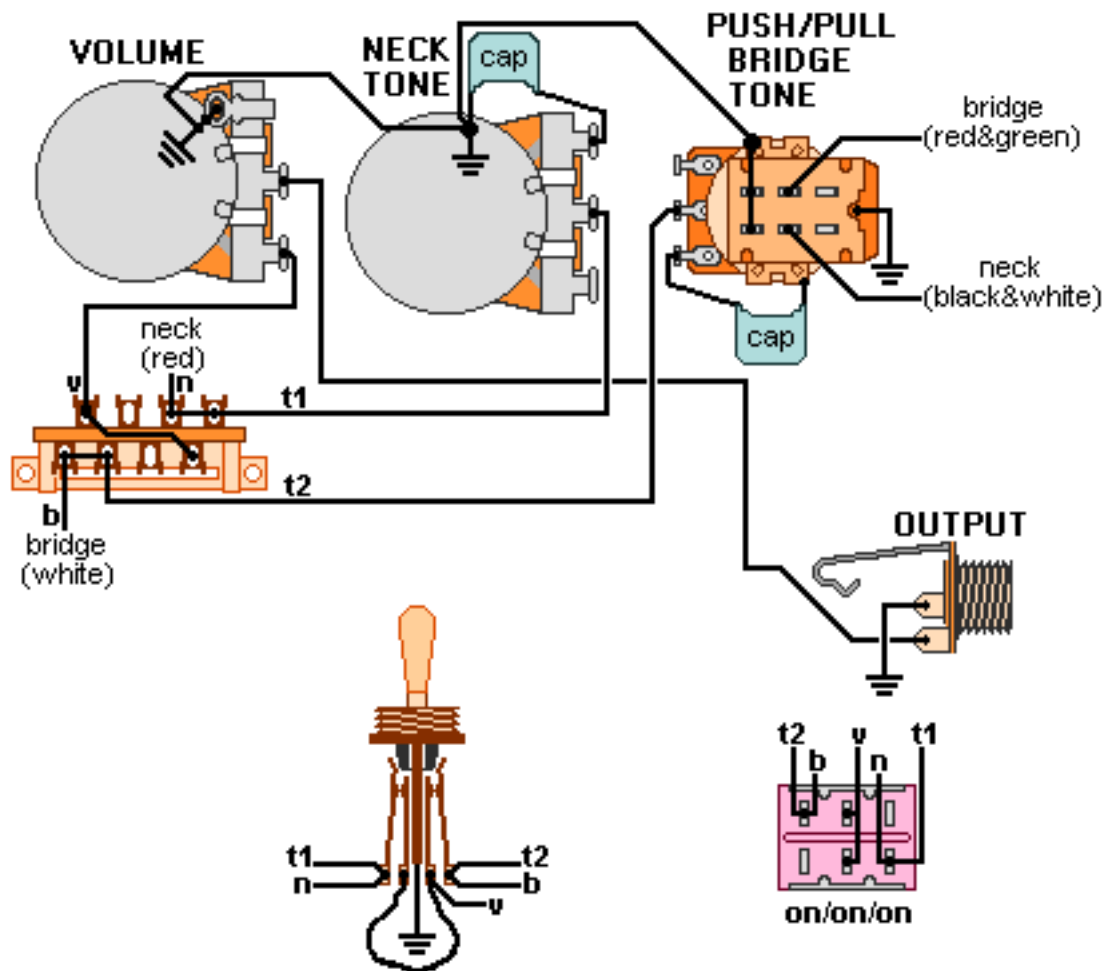 VOLUME
NECK
TONE
cap
PUSH/PULL
BRIDGE
TONE
bridge
(red&green)
neck
(black&white)
cap
neck
(red)
v
n
t1
t2
b
bridge
(white)
OUTPUT
t2
b
v
n
t1
t1
n
t2
b
v
on/on/on